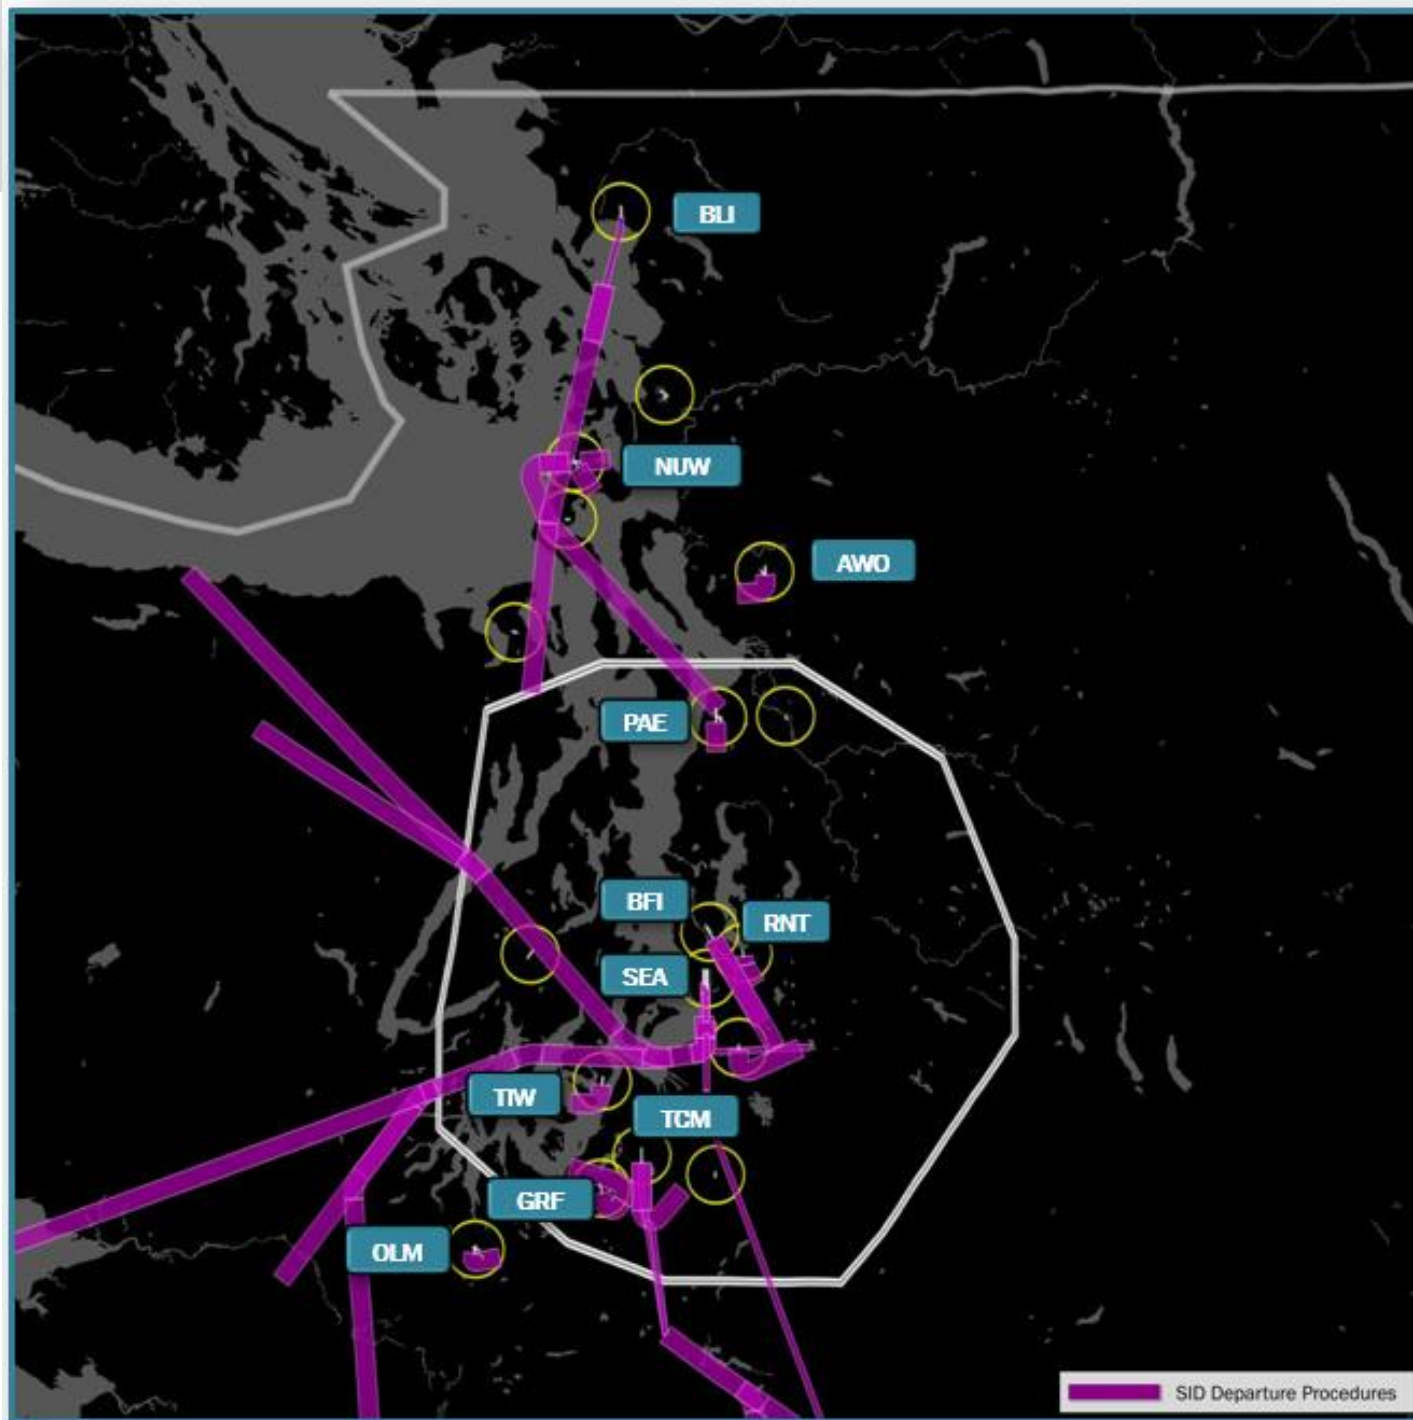 BLI
NUW
AWO
PAE
BFI
RNT
SEA
TIW
TCM
GRF
OLM
SID Departure Procedures